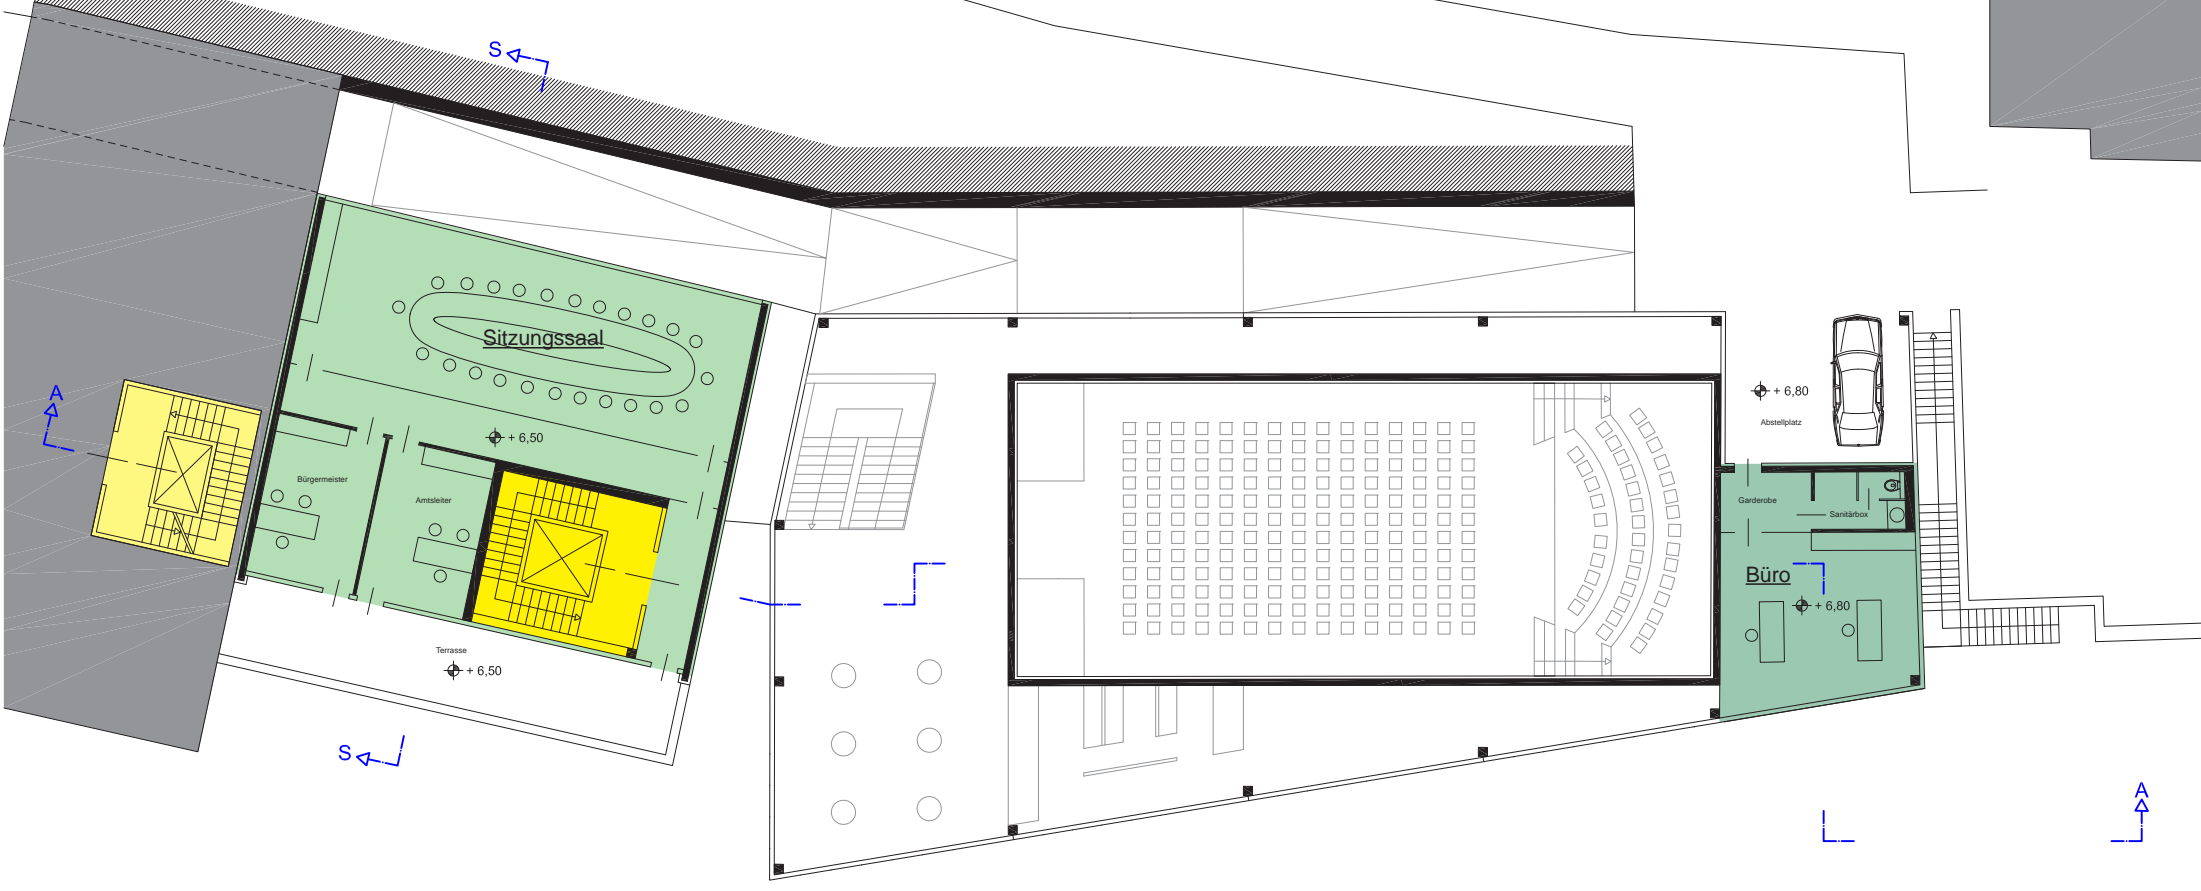 S
Sitzungssaal
A
+ 6,80
Abstellplatz
+ 6,50
Bürgermeister
Amtsleiter
Garderobe
Sanitärbox
Büro
+ 6,80
Terrasse
+ 6,50
S
A